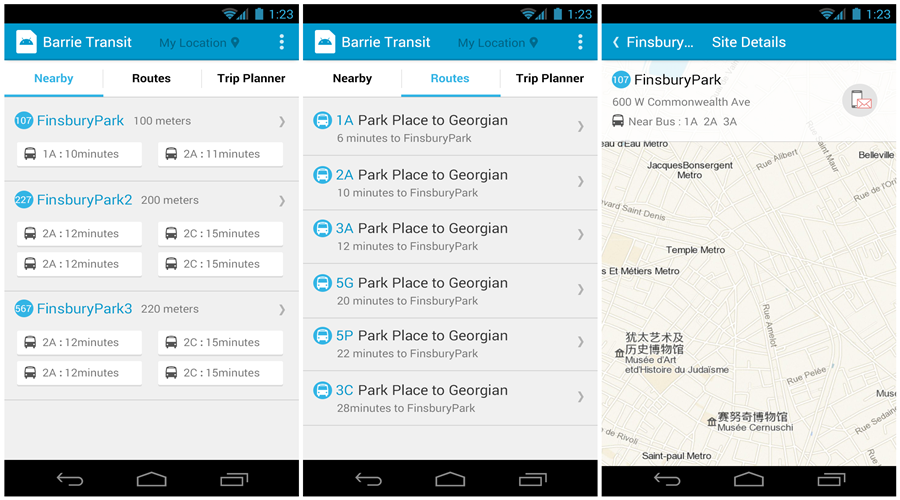 1:23
Barrie Transit My Location
Nearby Routes Trip Planner
107 FinsburyPark 100 meters
1A : 10minutes 2A : 11minutes
227 FinsburyPark2 200 meters
2A : 12minutes 2C : 15minutes
2A : 12minutes 2C : 15minutes
567 FinsburyPark3 220 meters
2A : 12minutes 2C : 15minutes
2A : 12minutes 2C : 15minutes
1:23
Barrie Transit My Location
Nearby Routes Trip Planner
1A Park Place to Georgian
6 minutes to FinsburyPark
2A Park Place to Georgian
10 minutes to FinsburyPark
3A Park Place to Georgian
12 minutes to FinsburyPark
5G Park Place to Georgian
20 minutes to FinsburyPark
5P Park Place to Georgian
22 minutes to FinsburyPark
3C Park Place to Georgian
28minutes to FinsburyPark
1:23
Finsbury... Site Details
107 FinsburyPark
600 W Commonwealth Ave
Near Bus : 1A 2A 3A
eau d'Eau Metro
Rue Saint Maur
Rue Alibert
Belleville
JacquesBonsergent
Metro
Rue de l'Or
evard Saint Denis
Temple Metro
s Et Métiers Metro
Rue Amelot
犹太艺术及
历史博物馆
Musée d'Art
etd'Histoire du Judaïsme
Rue Pelée
Mus
赛努奇博物馆
Musée Cernuschi
Rue Sedaine
e de Rivoli
Saint-paul Metro